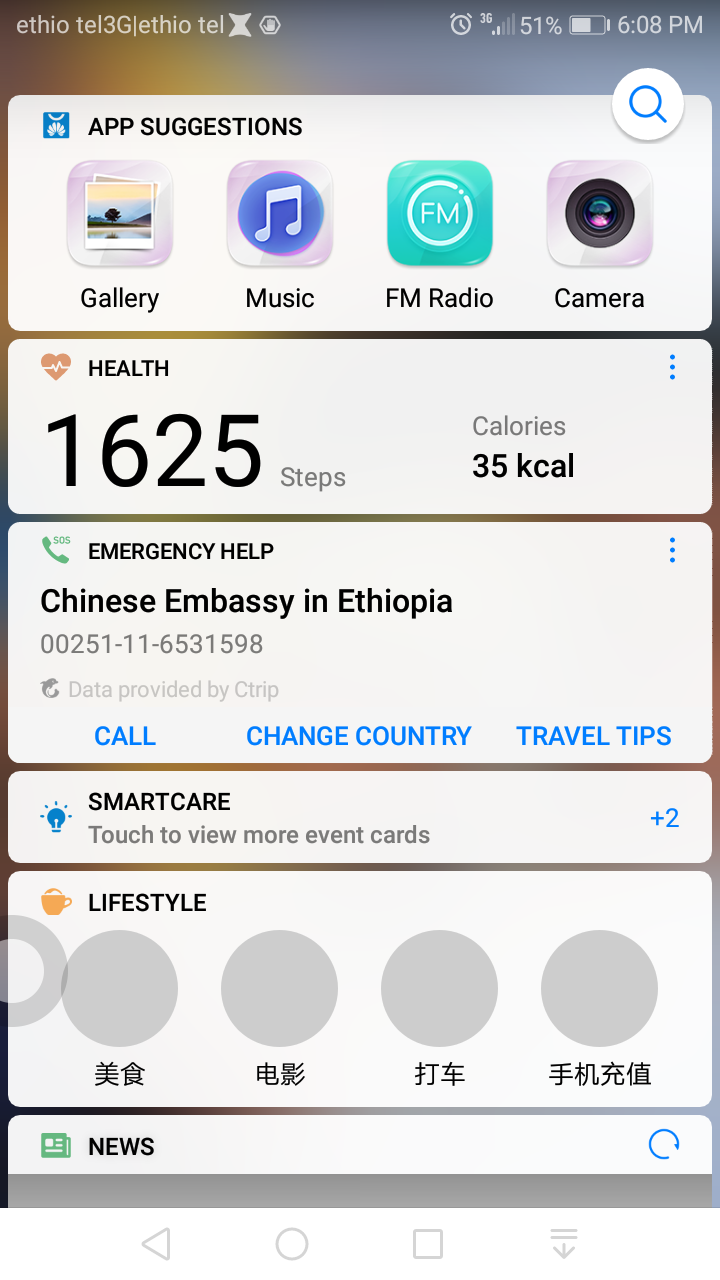 ethio tel3G|ethio tel 3G 51% 6:08 PM
APP SUGGESTIONS
Gallery Music FM FM Radio Camera
HEALTH
1625 Steps
Calories
35 kcal
SOS EMERGENCY HELP
Chinese Embassy in Ethiopia
00251-11-6531598
Data provided by Ctrip
CALL CHANGE COUNTRY TRAVEL TIPS
SMARTCARE
Touch to view more event cards
+2
LIFESTYLE
美食 电影 打车 手机充值
NEWS